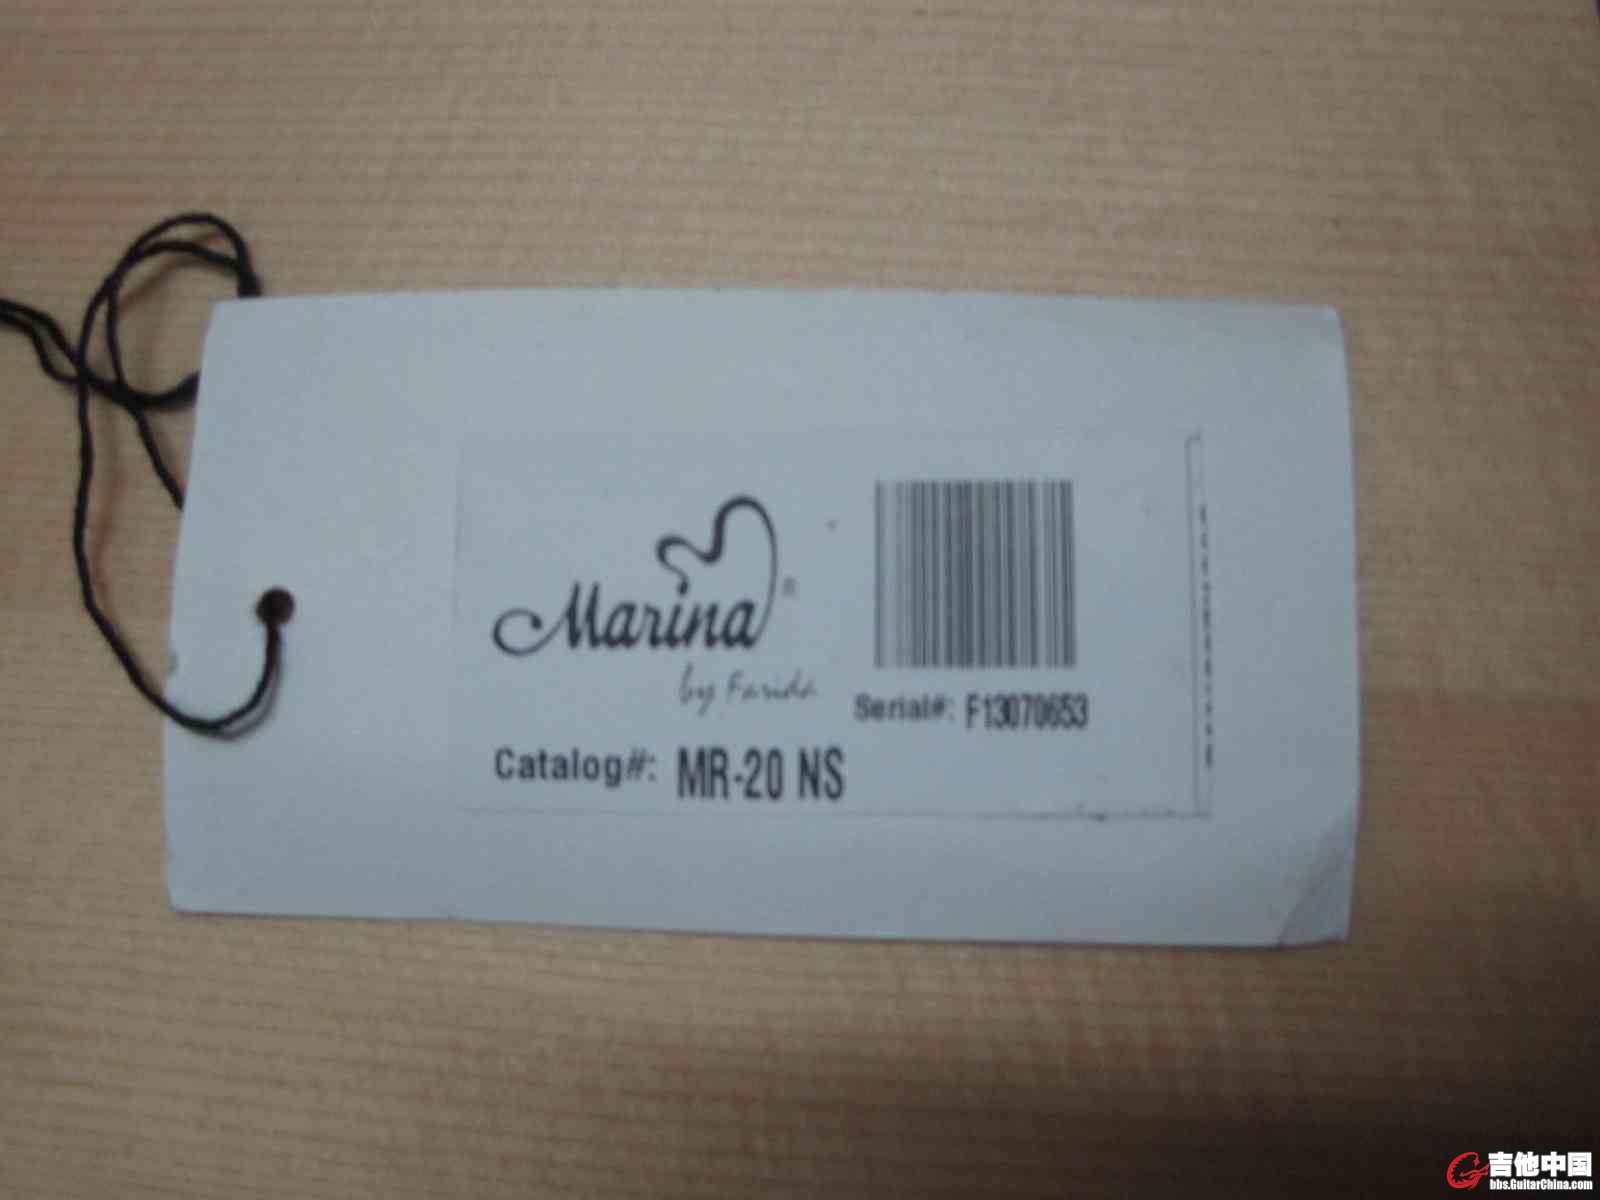 Marina®
by Farida
Serial#: F13070653
Catalog#: MR-20 NS
吉他中国
bbs.GuitarChina.com